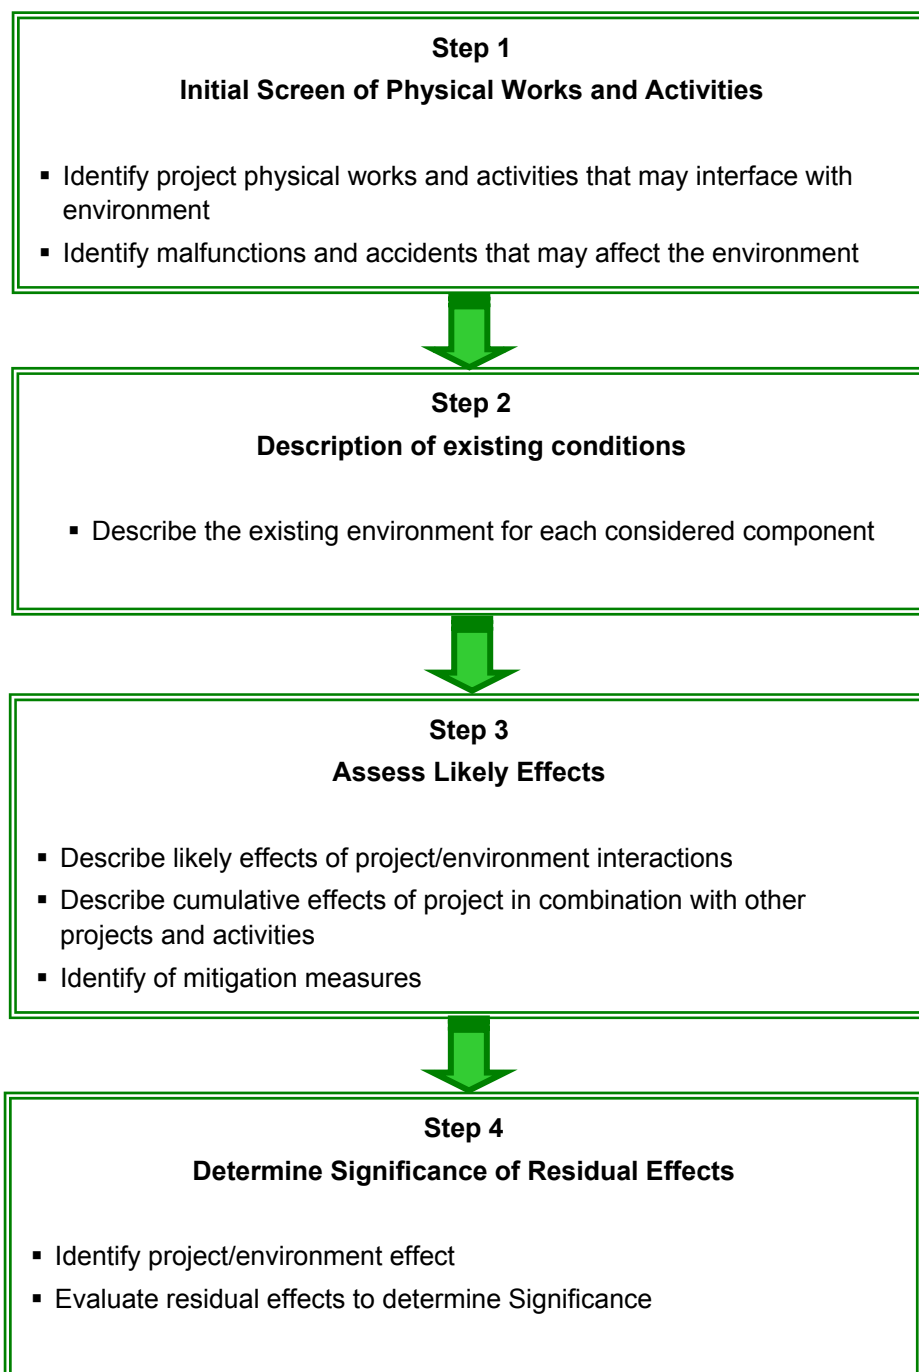 Step 1
Initial Screen of Physical Works and Activities
▪ Identify project physical works and activities that may interface with
environment
▪ Identify malfunctions and accidents that may affect the environment
Step 2
Description of existing conditions
▪ Describe the existing environment for each considered component
Step 3
Assess Likely Effects
▪ Describe likely effects of project/environment interactions
▪ Describe cumulative effects of project in combination with other
projects and activities
▪ Identify of mitigation measures
Step 4
Determine Significance of Residual Effects
▪ Identify project/environment effect
▪ Evaluate residual effects to determine Significance